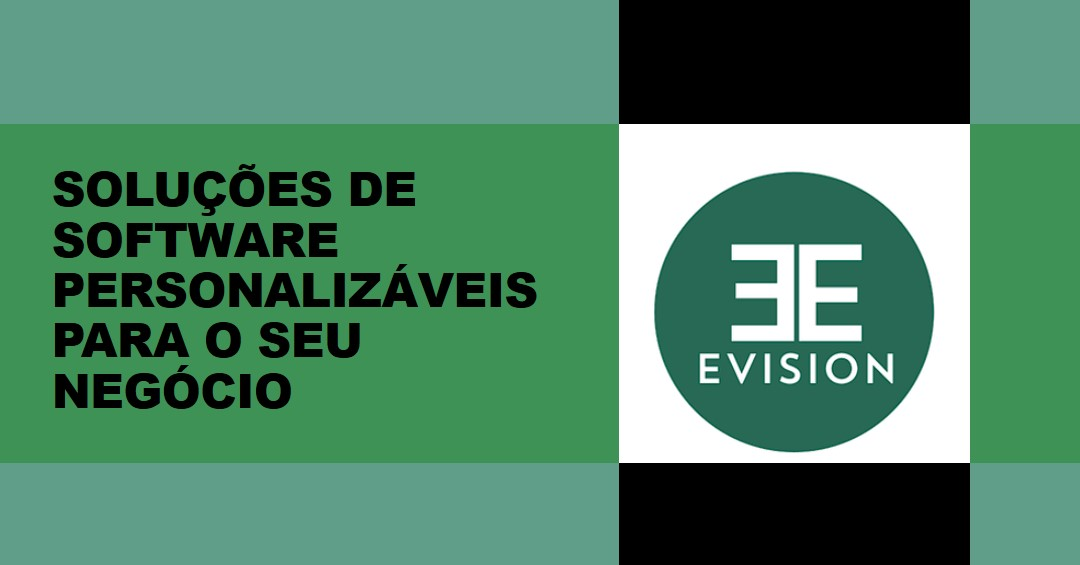 SOLUÇÕES DE
SOFTWARE
PERSONALIZÁVEIS
PARA O SEU
NEGÓCIO
EVISION